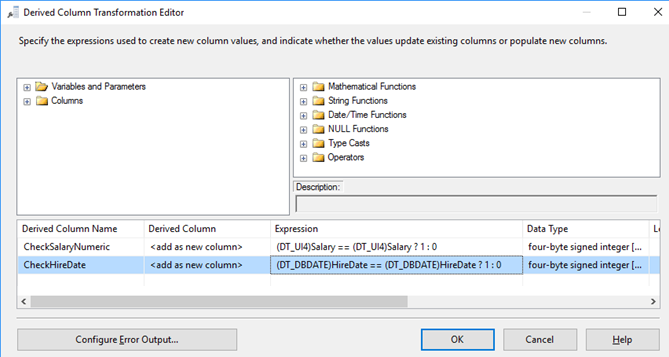 Derived Column Transformation Editor
Specify the expressions used to create new column values, and indicate whether the values update existing columns or populate new columns.
Variables and Parameters
Columns
Mathematical Functions
String Functions
Date/Time Functions
NULL Functions
Type Casts
Operators
Description:
Derived Column Name Derived Column Expression Data Type Le
CheckSalaryNumeric <add as new column> (DT_UI4)Salary == (DT_UI4)Salary ? 1 : 0 four-byte signed integer [...
CheckHireDate <add as new column> (DT_DBDATE)HireDate == (DT_DBDATE)HireDate ? 1 : 0 four-byte signed integer [...
Configure Error Output... OK Cancel Help